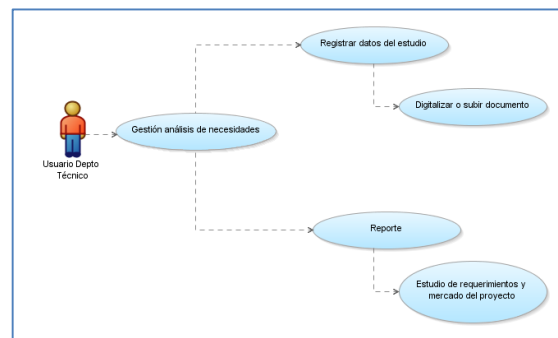 Registrar datos del estudio
Digitalizar o subir documento
Gestión análisis de necesidades
Usuario Depto
Técnico
Reporte
Estudio de requerimientos y
mercado del proyecto